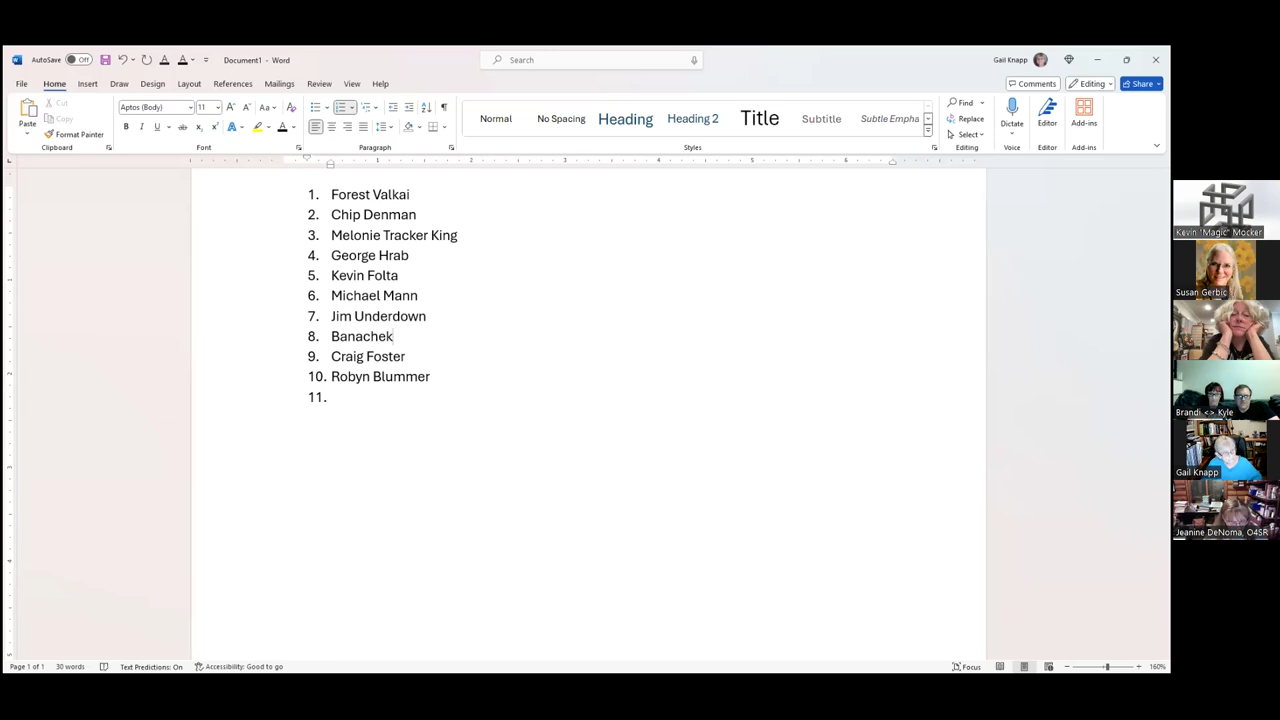 AutoSave Off Document1 - Word Search Gail Knapp
File Home Insert Draw Design Layout References Mailings Review View Help Comments Editing Share
Paste Cut Copy Format Painter Clipboard
Aptos (Body) 11 Font
Paragraph
Normal No Spacing Heading Heading 2 Title Subtitle Subtle Empha Styles
Find Replace Select Editing
Dictate Voice
Editor Editor
Add-ins Add-ins
1. Forest Valkai
2. Chip Denman
3. Melonie Tracker King
4. George Hrab
5. Kevin Folta
6. Michael Mann
7. Jim Underdown
8. Banachek
9. Craig Foster
10. Robyn Blummer
11.
Kevin "Magic" Mocker
Susan Gerbic
Brandi <> Kyle
Gail Knapp
Jeanine DeNoma, O4SR
Page 1 of 1 30 words Text Predictions: On Accessibility: Good to go Focus 160%